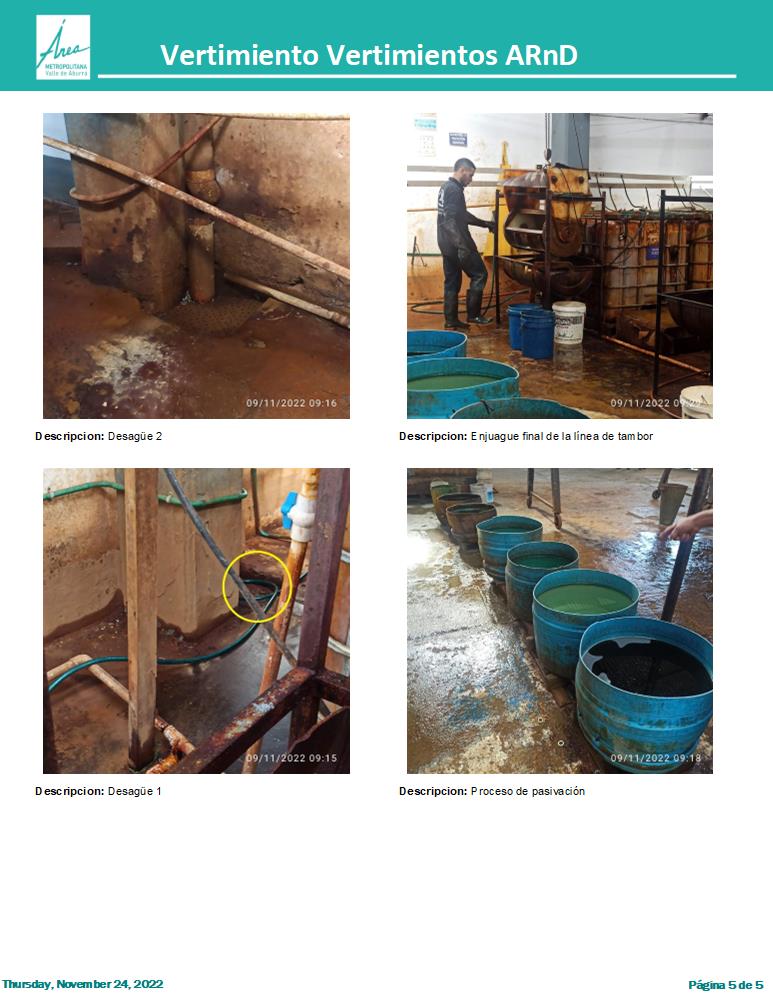 Área
METROPOLITANA
Valle de Aburrá
Vertimiento Vertimientos ARnD
09/11/2022 09:16
Descripcion: Desagüe 2
09/11/2022
Descripcion: Enjuague final de la línea de tambor
09/11/2022 09:15
Descripcion: Desagüe 1
09/11/2022 09:18
Descripcion: Proceso de pasivación
Thursday, November 24, 2022
Página 5 de 5